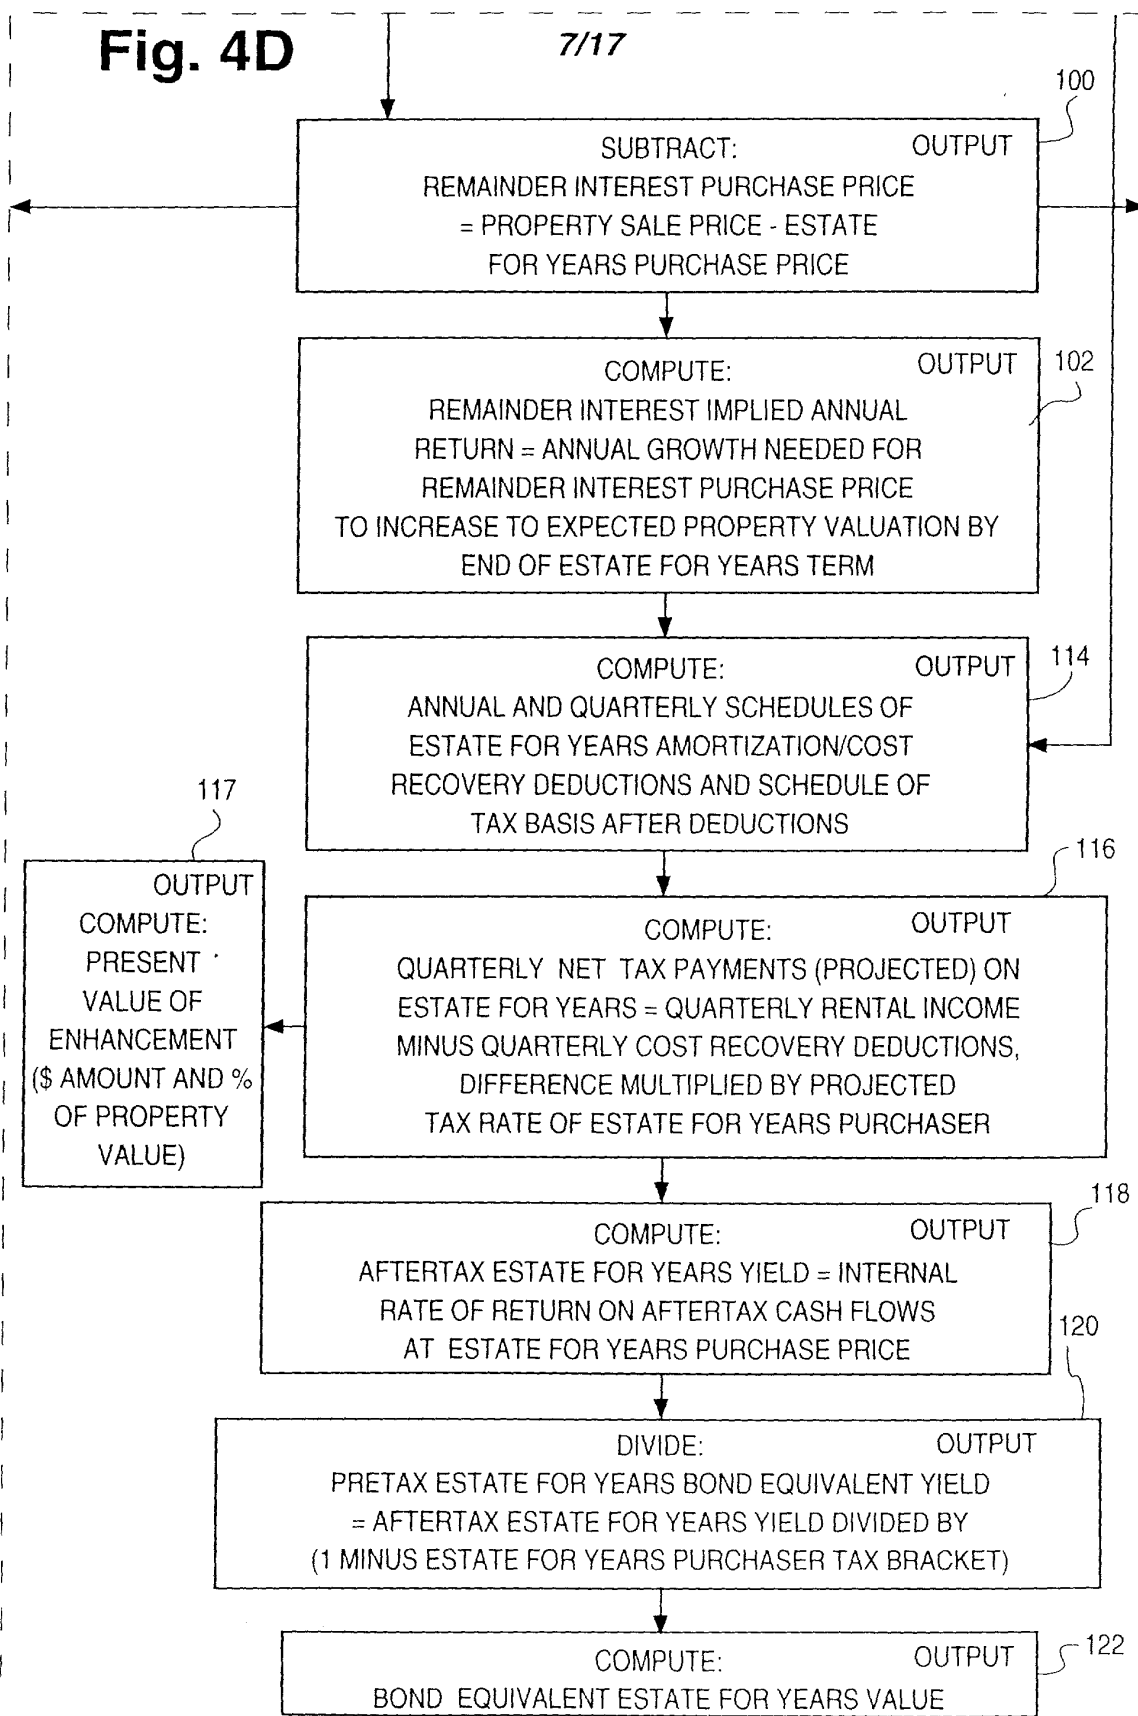 Fig. 4D
7/17
100
OUTPUT
SUBTRACT:
REMAINDER INTEREST PURCHASE PRICE
= PROPERTY SALE PRICE - ESTATE
FOR YEARS PURCHASE PRICE
102
OUTPUT
COMPUTE:
REMAINDER INTEREST IMPLIED ANNUAL
RETURN = ANNUAL GROWTH NEEDED FOR
REMAINDER INTEREST PURCHASE PRICE
TO INCREASE TO EXPECTED PROPERTY VALUATION BY
END OF ESTATE FOR YEARS TERM
114
OUTPUT
COMPUTE:
ANNUAL AND QUARTERLY SCHEDULES OF
ESTATE FOR YEARS AMORTIZATION/COST
RECOVERY DEDUCTIONS AND SCHEDULE OF
TAX BASIS AFTER DEDUCTIONS
117
OUTPUT
COMPUTE:
PRESENT
VALUE OF
ENHANCEMENT
($ AMOUNT AND %
OF PROPERTY
VALUE)
116
OUTPUT
COMPUTE:
QUARTERLY NET TAX PAYMENTS (PROJECTED) ON
ESTATE FOR YEARS = QUARTERLY RENTAL INCOME
MINUS QUARTERLY COST RECOVERY DEDUCTIONS,
DIFFERENCE MULTIPLIED BY PROJECTED
TAX RATE OF ESTATE FOR YEARS PURCHASER
118
OUTPUT
COMPUTE:
AFTERTAX ESTATE FOR YEARS YIELD = INTERNAL
RATE OF RETURN ON AFTERTAX CASH FLOWS
AT ESTATE FOR YEARS PURCHASE PRICE
120
OUTPUT
DIVIDE:
PRETAX ESTATE FOR YEARS BOND EQUIVALENT YIELD
= AFTERTAX ESTATE FOR YEARS YIELD DIVIDED BY
(1 MINUS ESTATE FOR YEARS PURCHASER TAX BRACKET)
122
OUTPUT
COMPUTE:
BOND EQUIVALENT ESTATE FOR YEARS VALUE